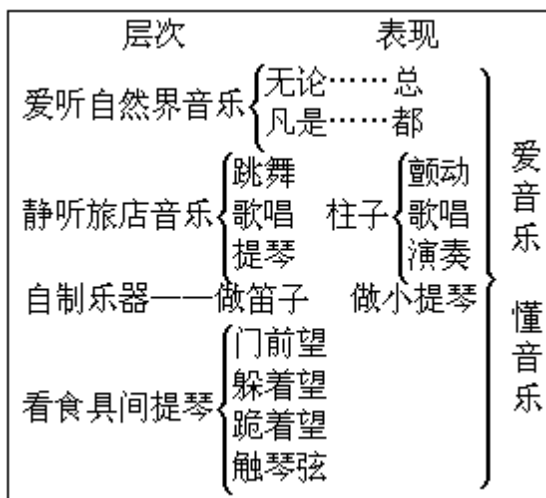 层次 表现
爱听自然界音乐 无论……总
凡是……都
静听旅店音乐 跳舞 柱子 颤动
歌唱 歌唱
提琴 演奏
自制乐器——做笛子 做小提琴
看食具间提琴 门前望
躲着望
跪着望
触琴弦
爱音乐 懂音乐